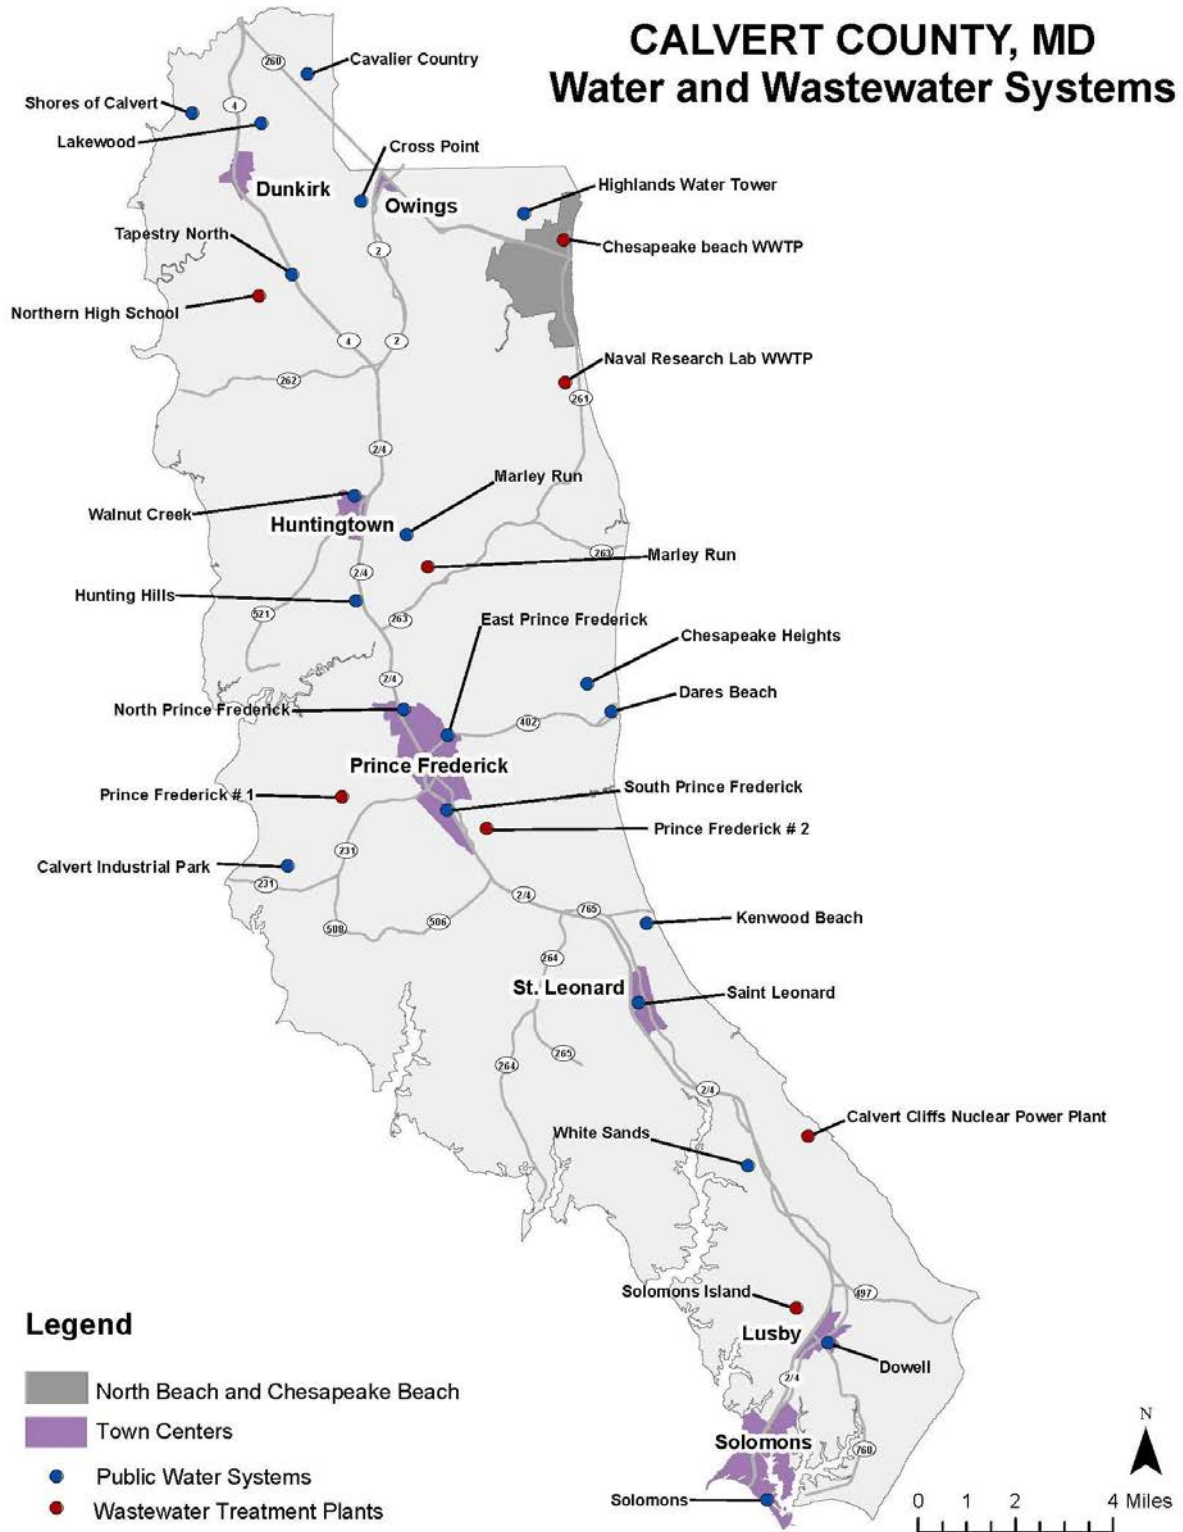 CALVERT COUNTY, MD
Water and Wastewater Systems
260
Cavalier Country
Shores of Calvert
4
Lakewood
Cross Point
Dunkirk
Highlands Water Tower
Owings
Tapestry North
Chesapeake beach WWTP
2
Northern High School
4
2
Naval Research Lab WWTP
262
261
2/4
Marley Run
Walnut Creek
Huntingtown
263
Marley Run
2/4
Hunting Hills
521
263
East Prince Frederick
Chesapeake Heights
2/4
Dares Beach
North Prince Frederick
402
Prince Frederick
South Prince Frederick
Prince Frederick # 1
Prince Frederick # 2
231
Calvert Industrial Park
231
2/4
765
Kenwood Beach
506
508
264
St. Leonard
Saint Leonard
265
264
2/4
Calvert Cliffs Nuclear Power Plant
White Sands
Solomons Island
497
Lusby
Dowell
2/4
Solomons
760
Solomons
Legend
North Beach and Chesapeake Beach
Town Centers
Public Water Systems
Wastewater Treatment Plants
N
0 1 2 4 Miles